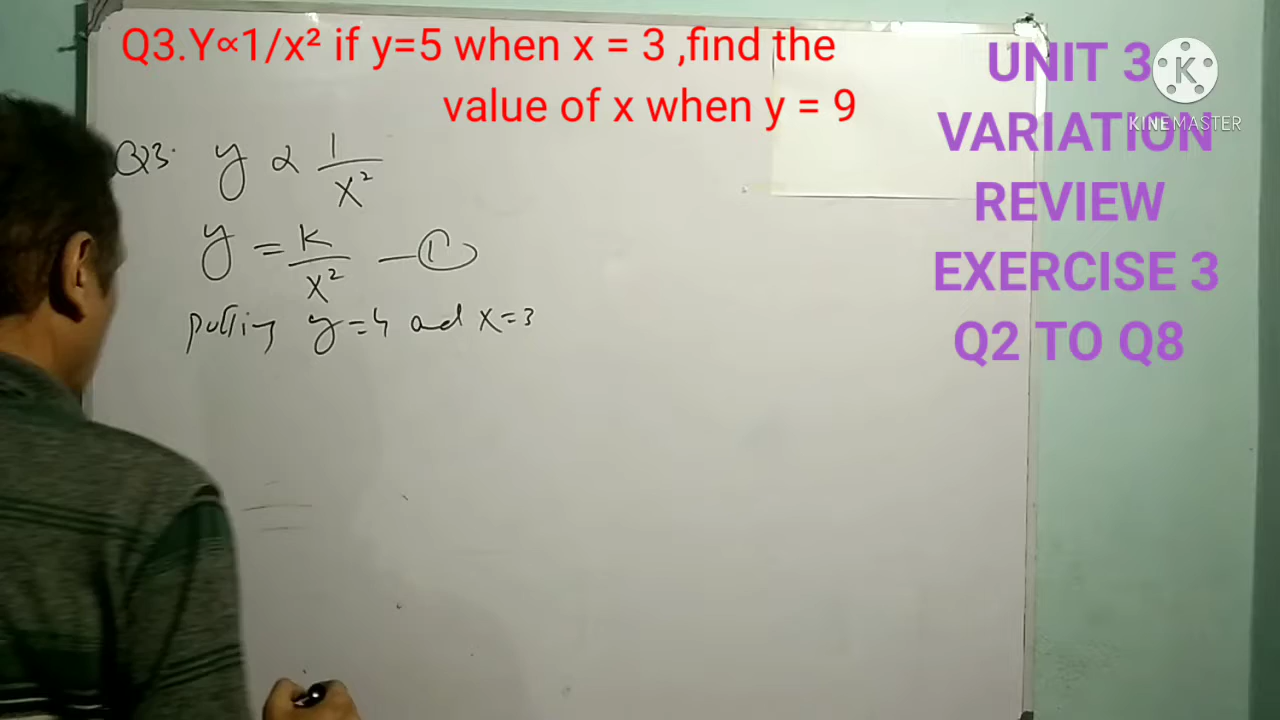 Q3.Y∝1/x² if y=5 when x = 3 ,find the
value of x when y = 9
UNIT 3
VARIATION
REVIEW
EXERCISE 3
Q2 TO Q8
K
KINEMASTER
Q3. y ∝ 1/x²
y = k/x² — ①
putting y=5 and x=3